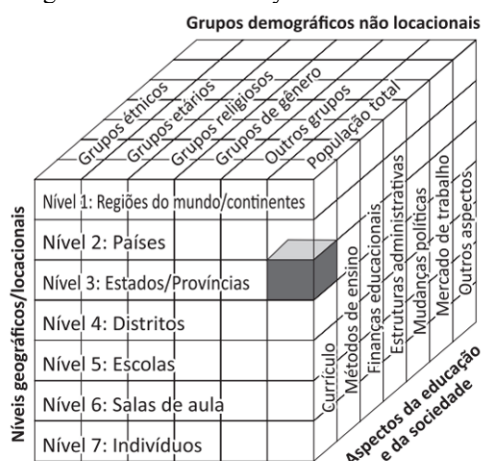 Grupos demográficos não locacionais
Grupos étnicos
Grupos etários
Grupos religiosos
Grupos de gênero
Outros grupos
População total
Níveis geográficos/locacionais
Nível 1: Regiões do mundo/continentes
Nível 2: Países
Nível 3: Estados/Províncias
Nível 4: Distritos
Nível 5: Escolas
Nível 6: Salas de aula
Nível 7: Indivíduos
Currículo
Métodos de ensino
Finanças educacionais
Estruturas administrativas
Mudanças políticas
Mercado de trabalho
Outros aspectos
Aspectos da educação
e da sociedade